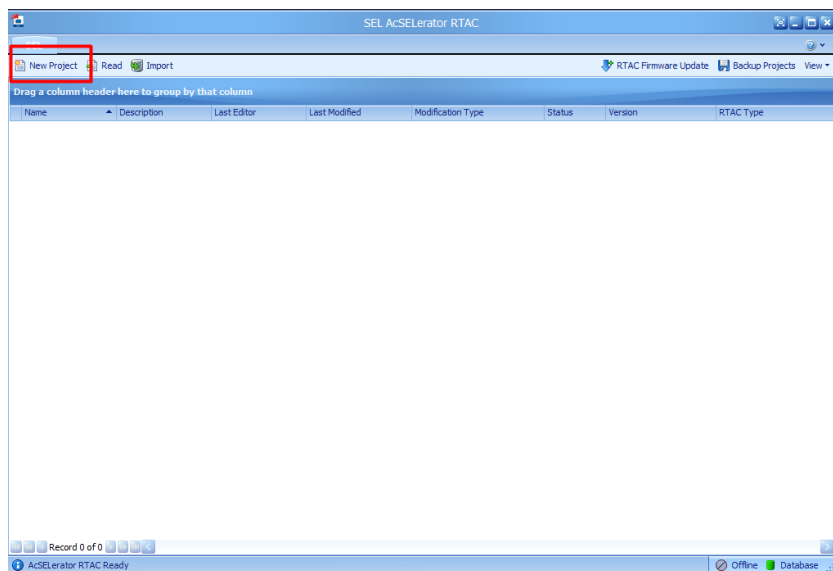 SEL AcSELerator RTAC
New Project Read Import RTAC Firmware Update Backup Projects View
Drag a column header here to group by that column
Name Description Last Editor Last Modified Modification Type Status Version RTAC Type
Record 0 of 0
AcSELerator RTAC Ready Offline Database